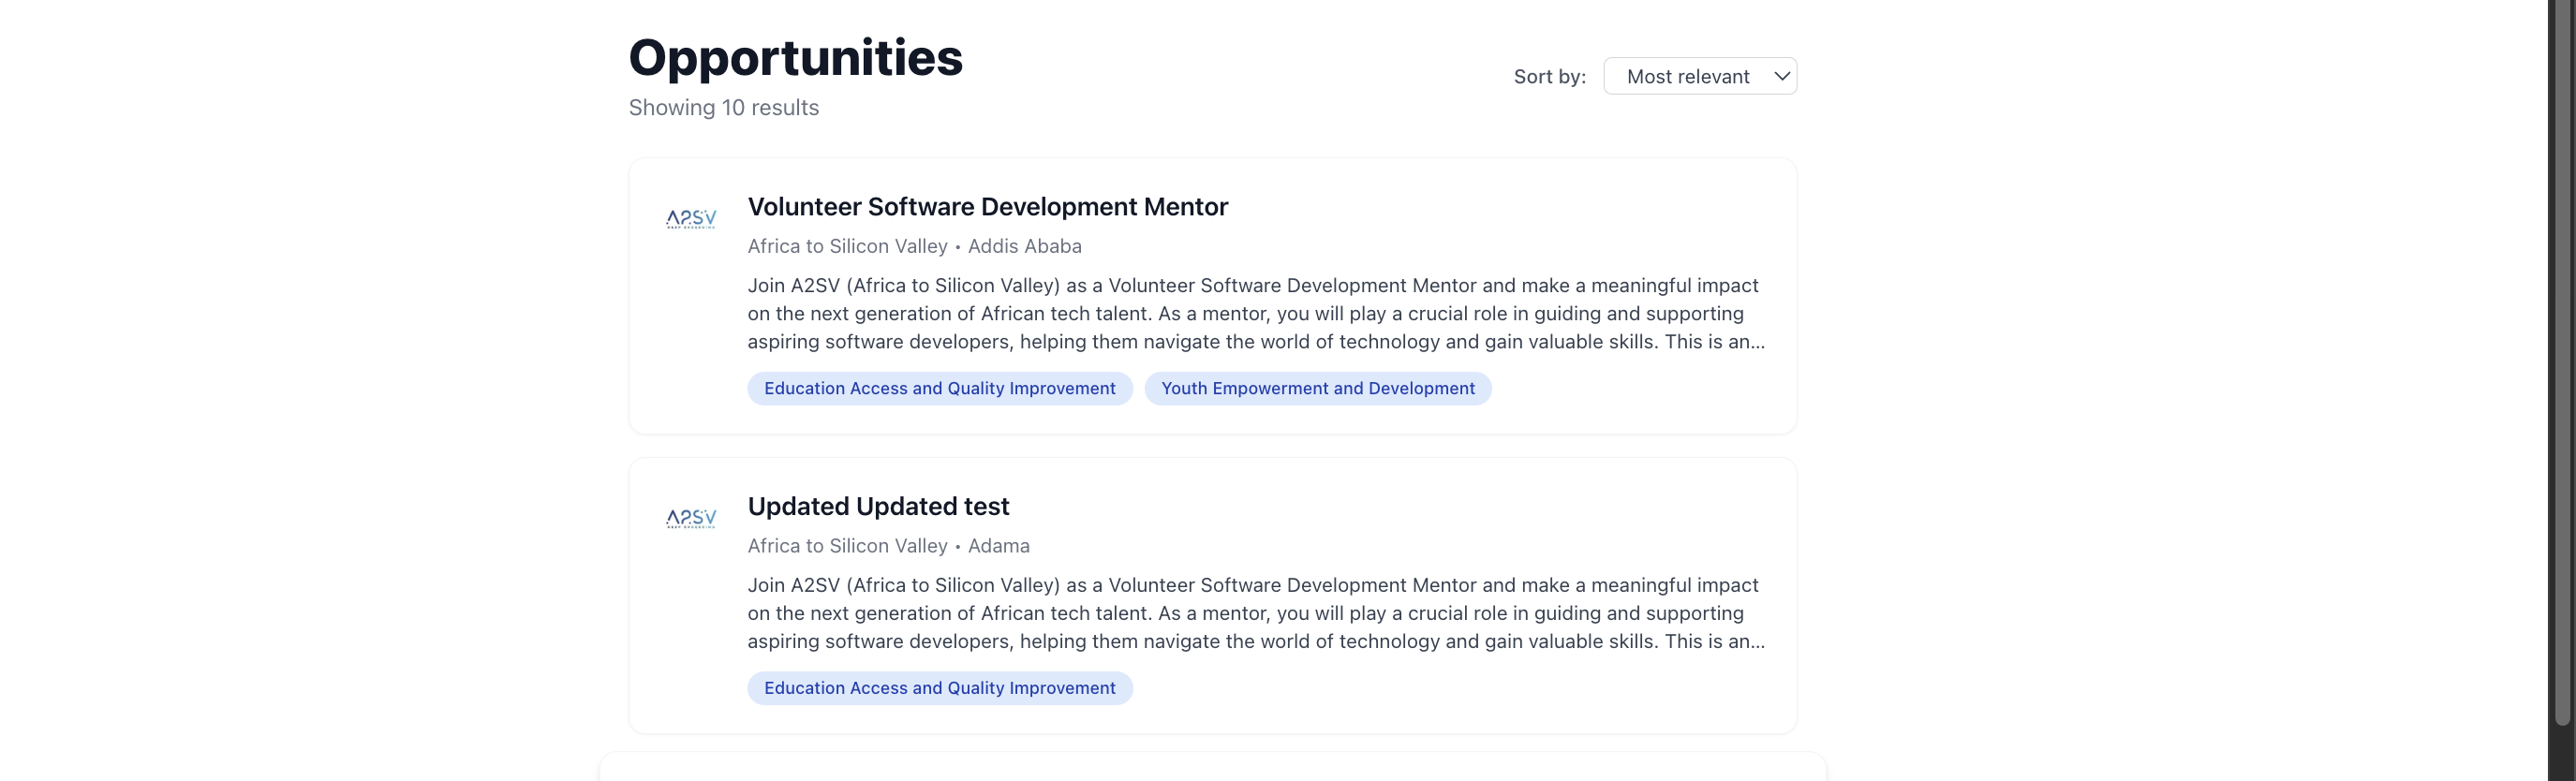 Opportunities
Showing 10 results
Sort by:
Most relevant
A2SV
Volunteer Software Development Mentor
Africa to Silicon Valley • Addis Ababa
Join A2SV (Africa to Silicon Valley) as a Volunteer Software Development Mentor and make a meaningful impact
on the next generation of African tech talent. As a mentor, you will play a crucial role in guiding and supporting
aspiring software developers, helping them navigate the world of technology and gain valuable skills. This is an...
Education Access and Quality Improvement
Youth Empowerment and Development
A2SV
Updated Updated test
Africa to Silicon Valley • Adama
Join A2SV (Africa to Silicon Valley) as a Volunteer Software Development Mentor and make a meaningful impact
on the next generation of African tech talent. As a mentor, you will play a crucial role in guiding and supporting
aspiring software developers, helping them navigate the world of technology and gain valuable skills. This is an...
Education Access and Quality Improvement